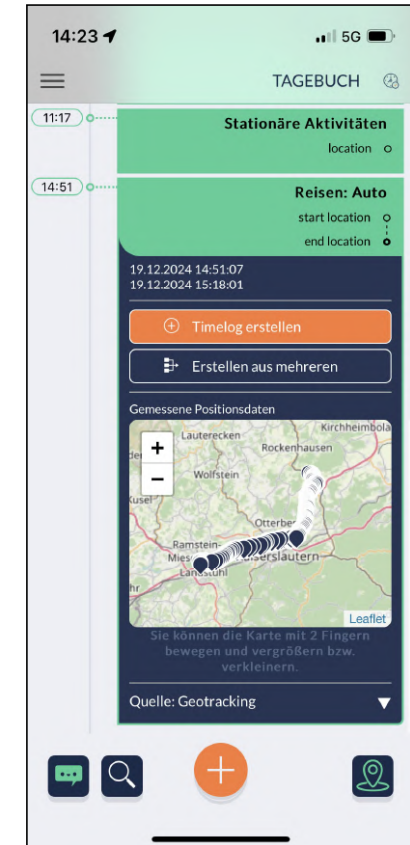 14:23
5G
TAGEBUCH
11:17
Stationäre Aktivitäten
location
14:51
Reisen: Auto
start location
end location
19.12.2024 14:51:07
19.12.2024 15:18:01
Timelog erstellen
Erstellen aus mehreren
Gemessene Positionsdaten
+
−
Lauterecken
Kirchheimbola
Rockenhausen
Wolfstein
Kusel
Otterbe
Ramstein-
Mies
aiserslautern
Landstuhl
hr
Leaflet
Sie können die Karte mit 2 Fingern
bewegen und vergrößern bzw.
verkleinern.
Quelle: Geotracking